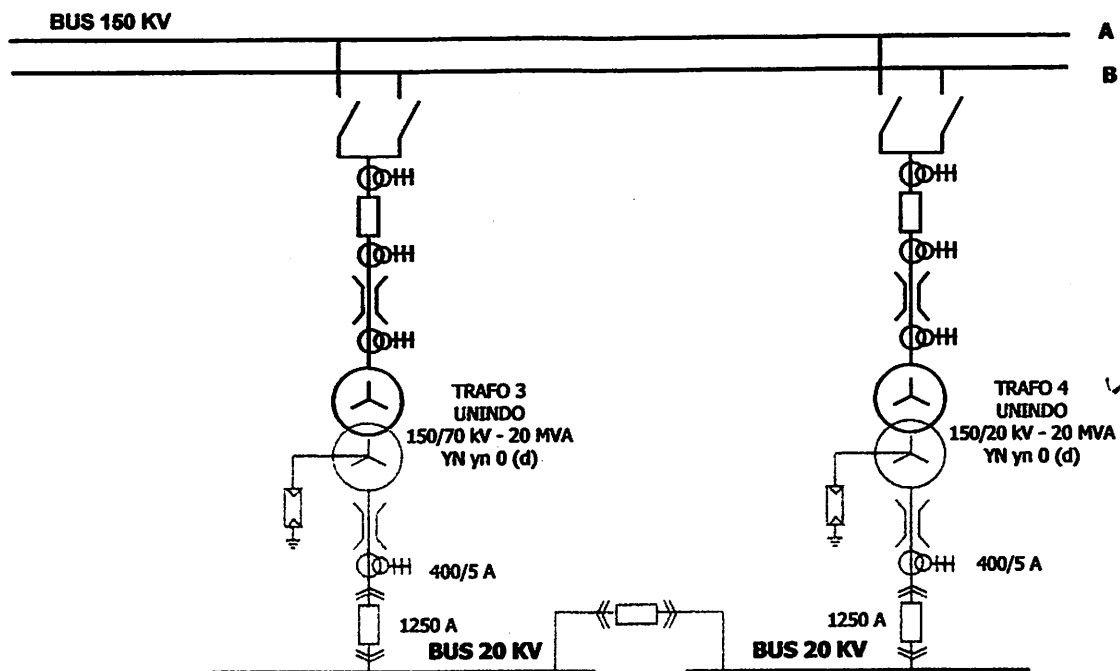 BUS 150 KV
A
B
TRAFO 3
UNINDO
150/70 kV - 20 MVA
YN yn 0 (d)
TRAFO 4
UNINDO
150/20 kV - 20 MVA
YN yn 0 (d)
400/5 A
400/5 A
1250 A
1250 A
BUS 20 KV
BUS 20 KV